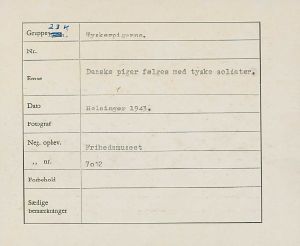 23 K
Gruppe Tyskerpigerne.
Nr.
Emne Danske piger følges med tyske soldater.
Dato Helsingør 1943.
Fotograf
Neg. opbev. Frihedsmuseet
„ nr. 7012
Forbehold
Særlige
bemærkninger